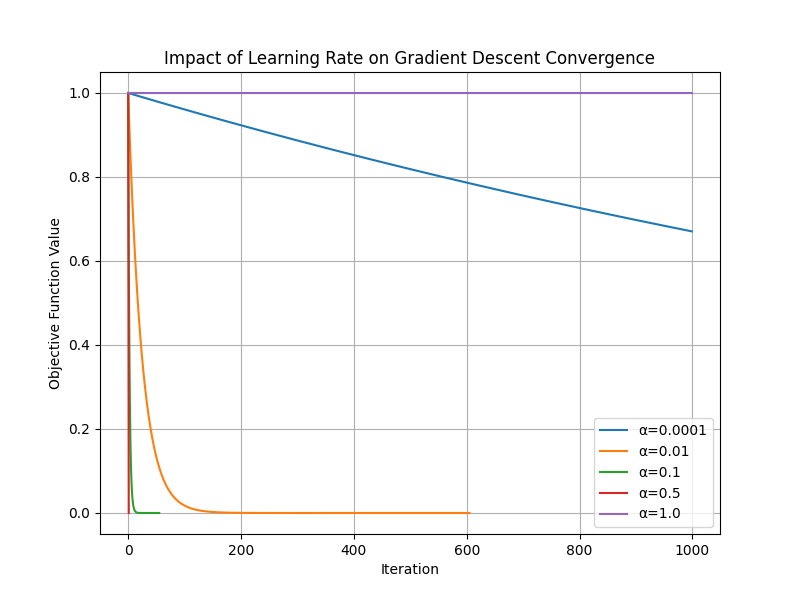 Impact of Learning Rate on Gradient Descent Convergence
Objective Function Value
1.0
0.8
0.6
0.4
0.2
0.0
0
200
400
600
800
1000
Iteration
α=0.0001
α=0.01
α=0.1
α=0.5
α=1.0